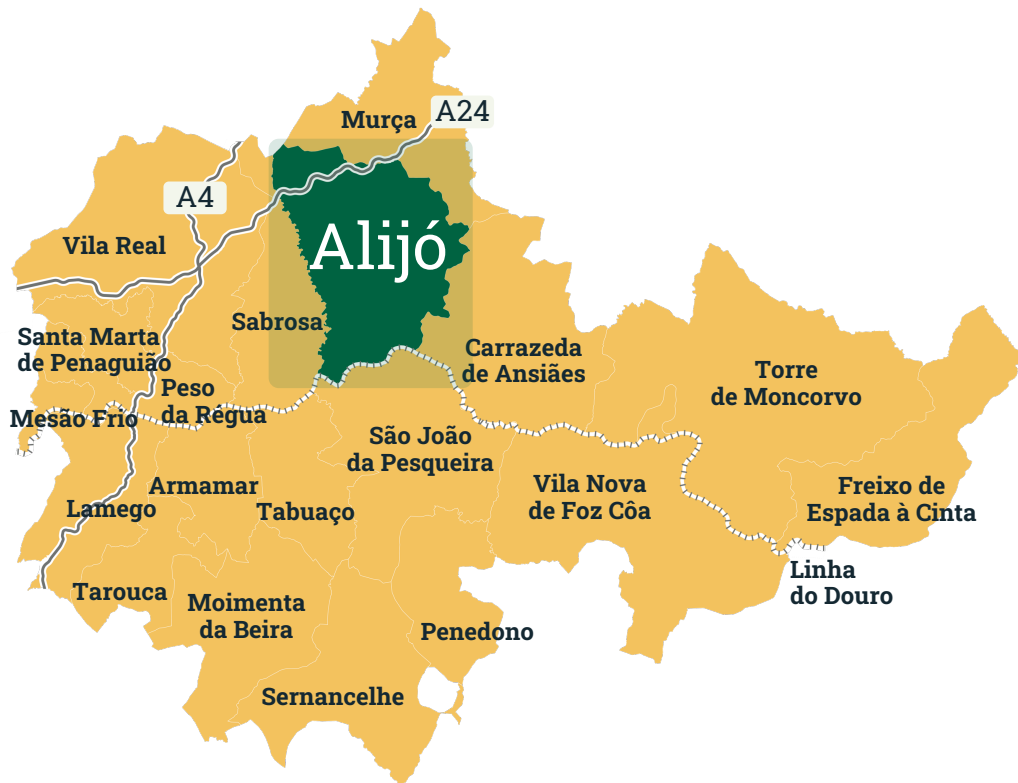 Murça
A24
A4
Alijó
Vila Real
Sabrosa
Santa Marta
de Penaguião
Carrazeda
de Ansiães
Torre
de Moncorvo
Peso
da Régua
Mesão Frio
São João
da Pesqueira
Vila Nova
de Foz Côa
Freixo de
Espada à Cinta
Armamar
Lamego
Tabuaço
Linha
do Douro
Tarouca
Moimenta
da Beira
Penedono
Sernancelhe